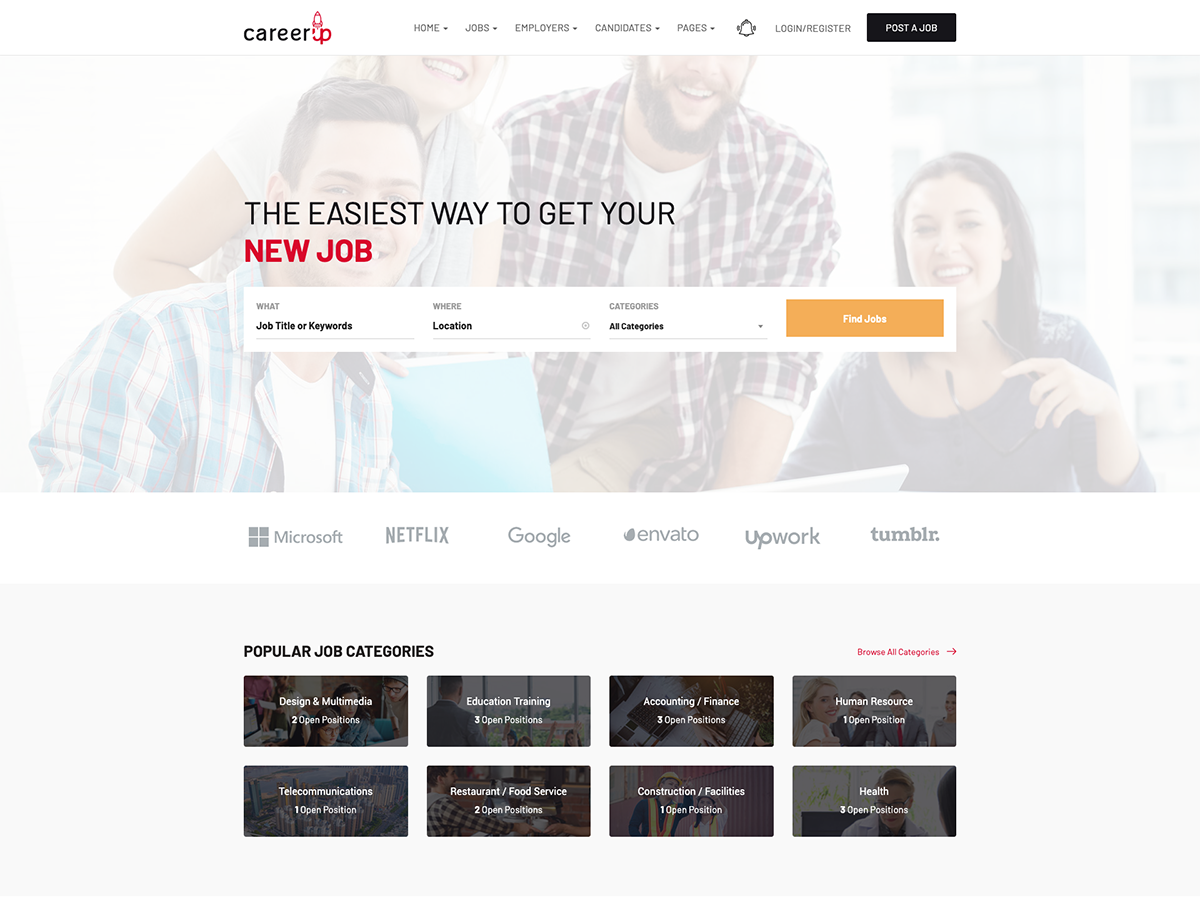 careerup
HOME JOBS EMPLOYERS CANDIDATES PAGES LOGIN/REGISTER POST A JOB
THE EASIEST WAY TO GET YOUR
NEW JOB
WHAT WHERE CATEGORIES
Job Title or Keywords Location All Categories Find Jobs
Microsoft NETFLIX Google envato Upwork tumblr.
POPULAR JOB CATEGORIES Browse All Categories →
Design & Multimedia
2 Open Positions
Education Training
3 Open Positions
Accounting / Finance
3 Open Positions
Human Resource
1 Open Position
Telecommunications
1 Open Position
Restaurant / Food Service
2 Open Positions
Construction / Facilities
1 Open Position
Health
3 Open Positions